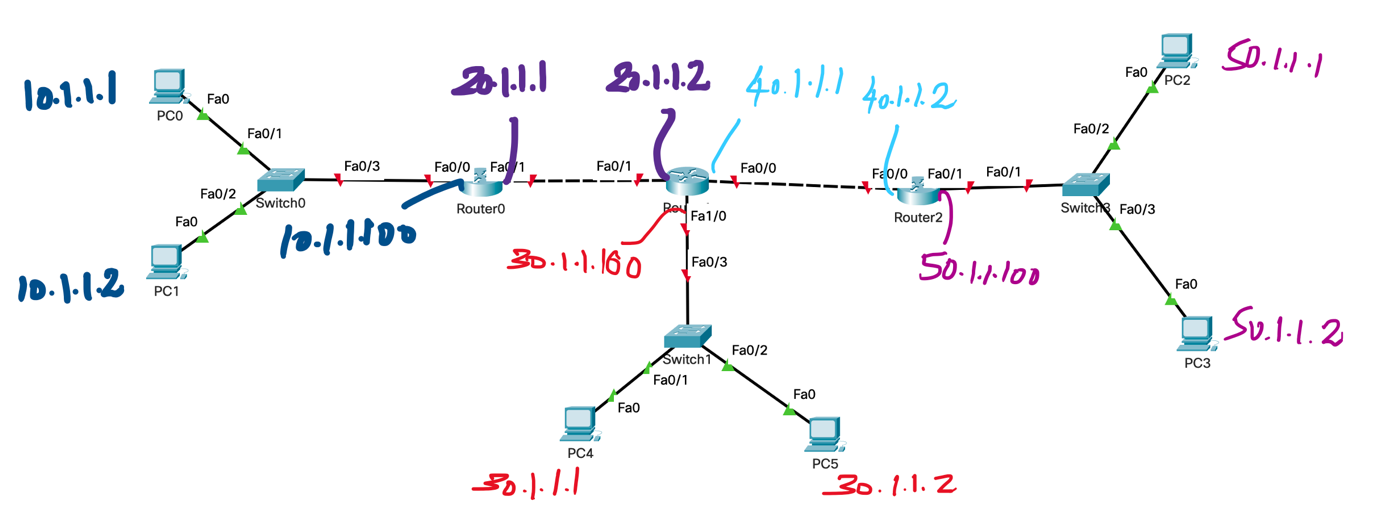 50.1.1.1
20.1.1.1
20.1.1.2
40.1.1.1
40.1.1.2
10.1.1.1
Fa0
PC2
Fa0
PC0
Fa0/1
Fa0/2
Fa0/3
Fa0/0
Fa0/1
Fa0/1
Fa0/0
Fa0/0
Fa0/1
Fa0/1
Fa0/2
Switch0
Router0
Rou
Router2
Switch3
Fa0
Fa1/0
Fa0/3
10.1.1.100
30.1.1.100
50.1.1.100
Fa0/3
10.1.1.2
PC1
Fa0
50.1.1.2
PC3
Switch1
Fa0/2
Fa0/1
Fa0
Fa0
PC4
PC5
30.1.1.1
30.1.1.2